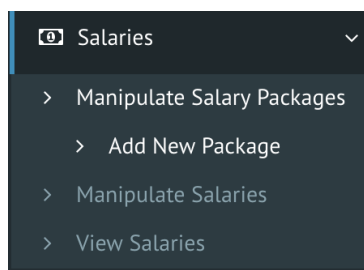 Salaries
Manipulate Salary Packages
Add New Package
Manipulate Salaries
View Salaries